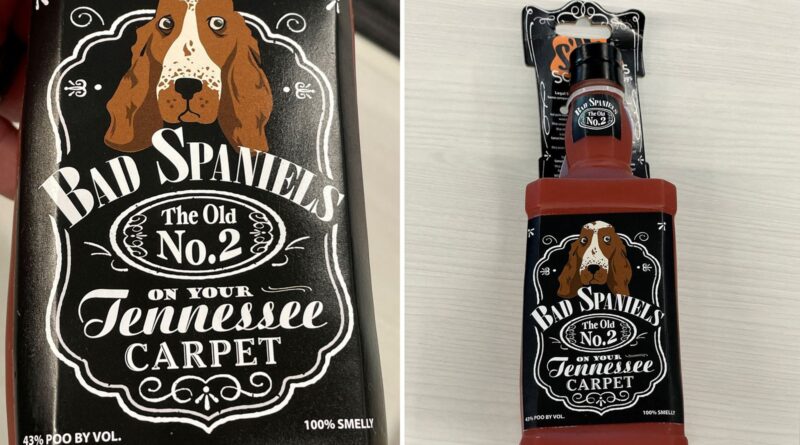 BAD SPANIELS
The Old
No.2
ON YOUR
Tennessee
CARPET
43% POO BY VOL.
100% SMELLY
BAD SPANIELS
The Old
No.2
BAD SPANIELS
The Old
No.2
ON YOUR
Tennessee
CARPET
43% POO BY VOL.
100% SMELLY